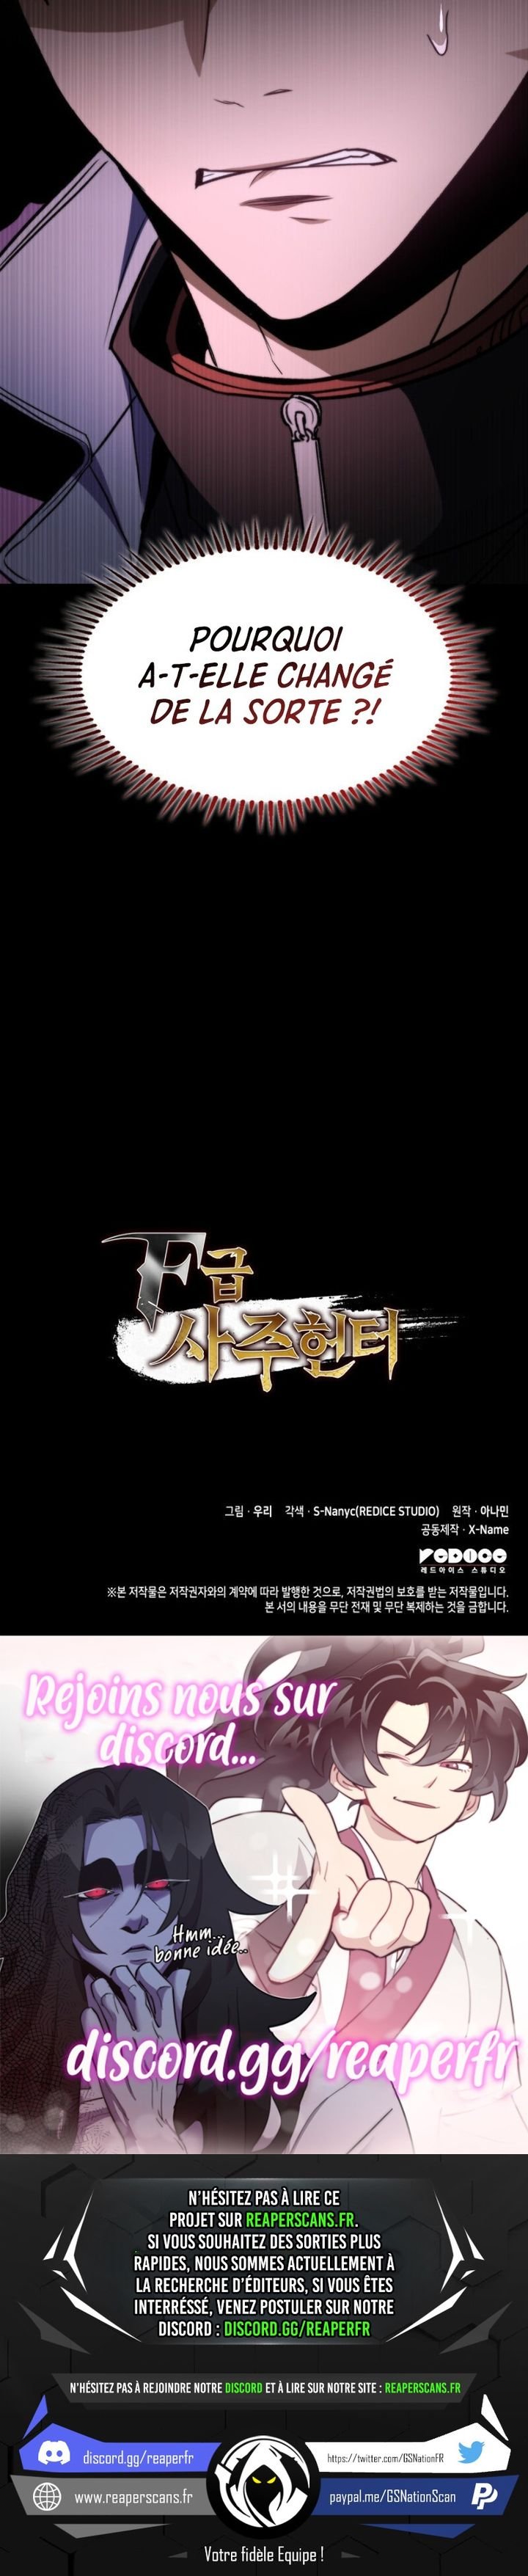 POURQUOI
A-T-ELLE CHANGÉ
DE LA SORTE ?!
F급
사주헌터
그림 · 우리 각색 · S-Nanyc(REDICE STUDIO) 원작 · 아나민
공동제작 · X-Name
REDICE
레드아이스 스튜디오
※본 저작물은 저작권자와의 계약에 따라 발행한 것으로, 저작권법의 보호를 받는 저작물입니다.
본 서의 내용을 무단 전재 및 무단 복제하는 것을 금합니다.
Rejoins nous sur
discord...
Hmm...
bonne idée..
discord.gg/reaperfr
N'HÉSITEZ PAS À LIRE CE
PROJET SUR REAPERSCANS.FR.
SI VOUS SOUHAITEZ DES SORTIES PLUS
RAPIDES, NOUS SOMMES ACTUELLEMENT À
LA RECHERCHE D'ÉDITEURS, SI VOUS ÊTES
INTERRÉSSÉ, VENEZ POSTULER SUR NOTRE
DISCORD : DISCORD.GG/REAPERFR
N'HÉSITEZ PAS À REJOINDRE NOTRE DISCORD ET À LIRE SUR NOTRE SITE : REAPERSCANS.FR
discord.gg/reaperfr
https://twitter.com/GSNationFR
www.reaperscans.fr
paypal.me/GSNationScan
Votre fidèle Equipe !